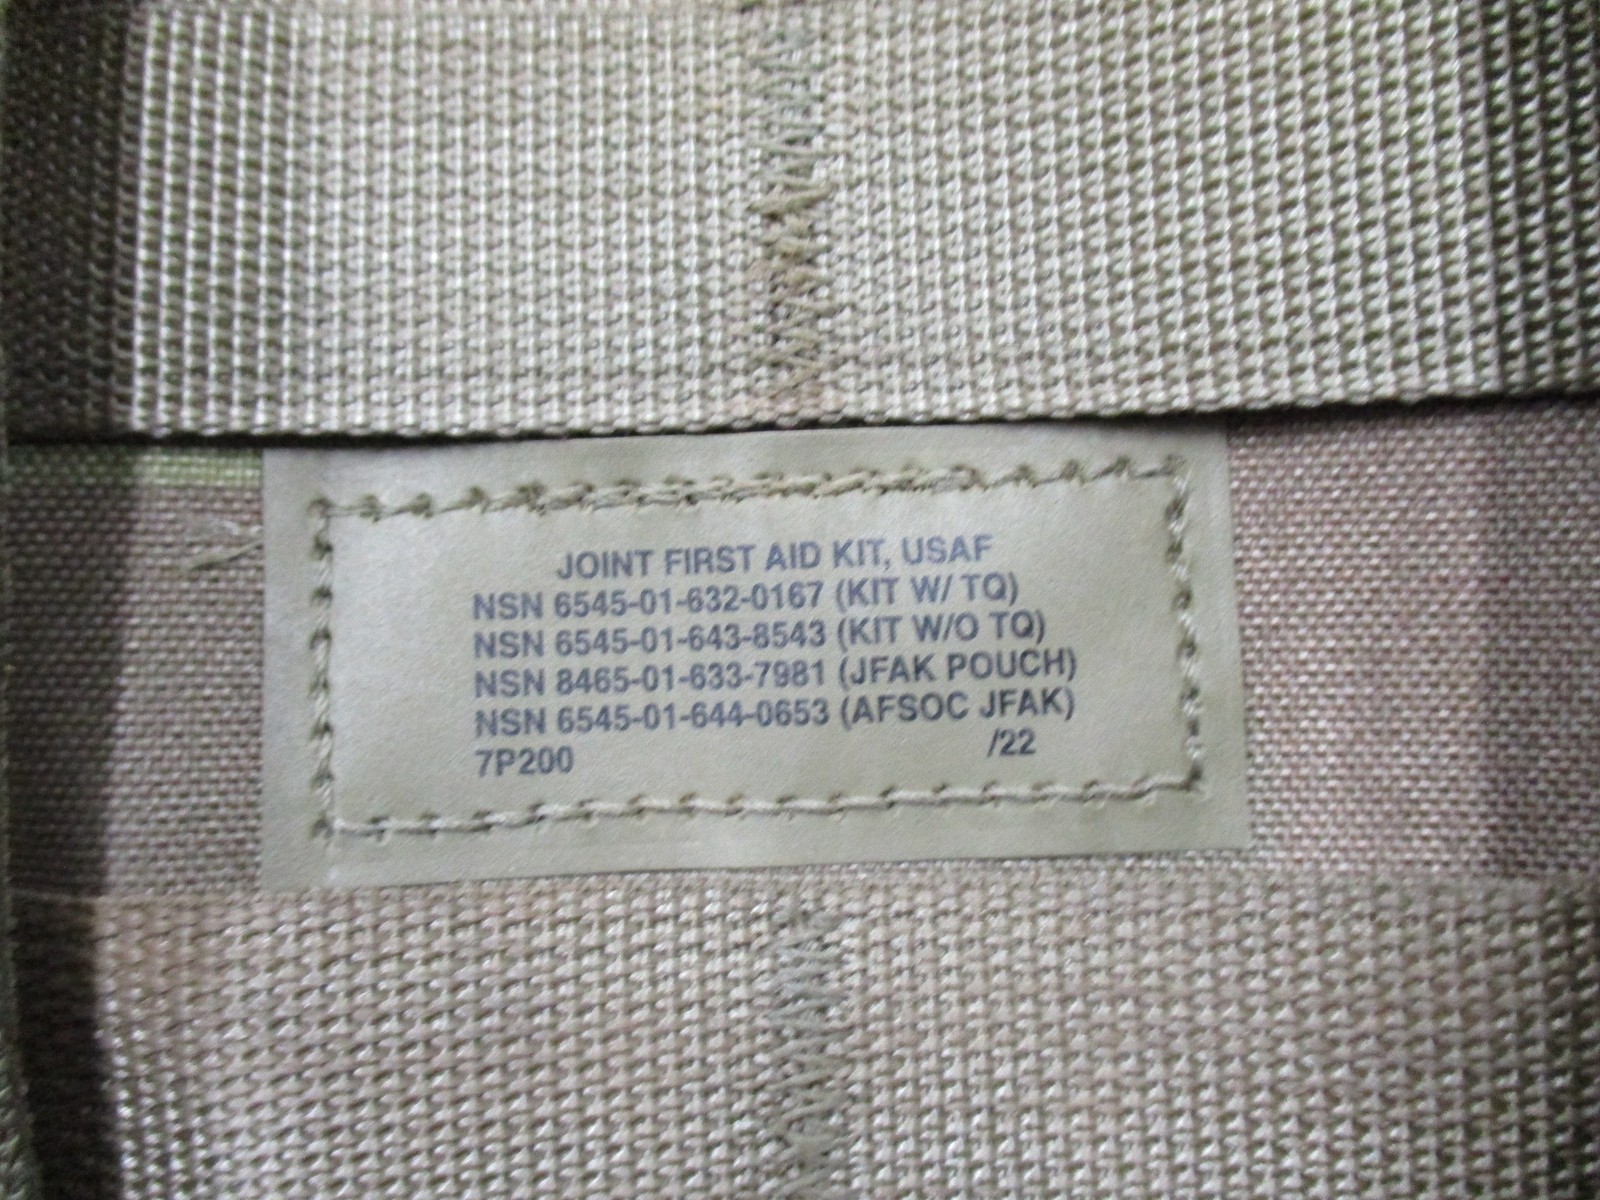 JOINT FIRST AID KIT, USAF
NSN 6545-01-632-0167 (KIT W/ TQ)
NSN 6545-01-643-8543 (KIT W/O TQ)
NSN 8465-01-633-7981 (JFAK POUCH)
NSN 6545-01-644-0653 (AFSOC JFAK)
7P200 /22